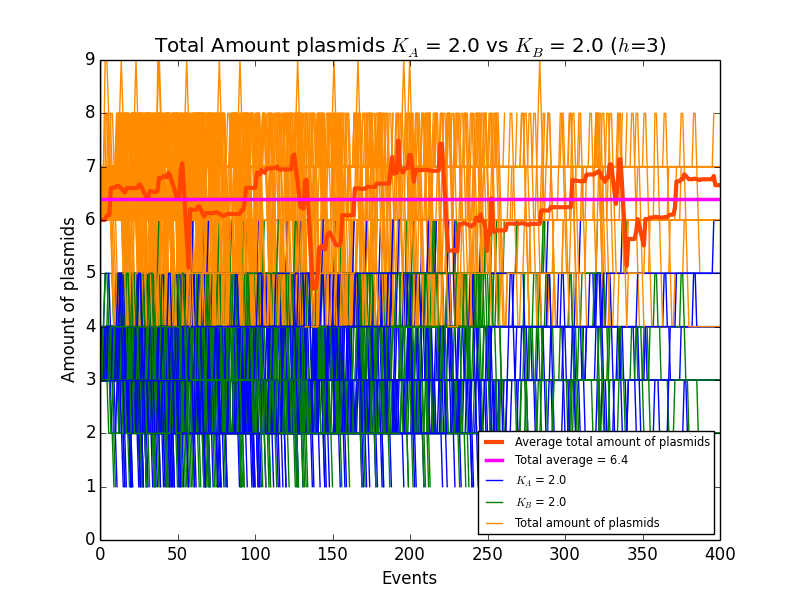 Total Amount plasmids K_A = 2.0 vs K_B = 2.0 (h=3)
9
8
7
6
5
4
3
2
1
0
Amount of plasmids
Average total amount of plasmids
Total average = 6.4
K_A = 2.0
K_B = 2.0
Total amount of plasmids
0 50 100 150 200 250 300 350 400
Events